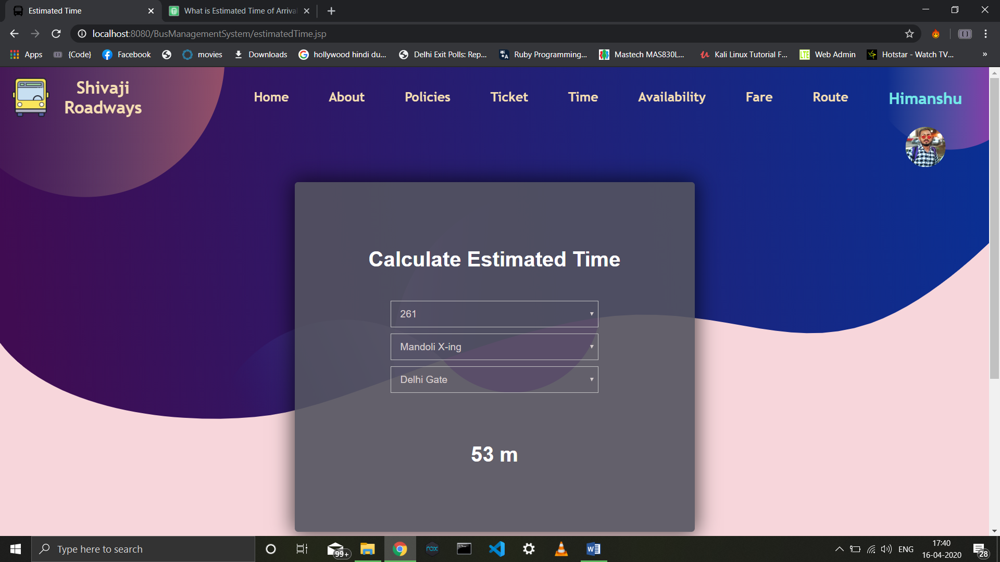 Estimated Time
What is Estimated Time of Arriva
localhost:8080/BusManagementSystem/estimatedTime.jsp
Apps
{Code}
Facebook
movies
Downloads
hollywood hindi du...
Delhi Exit Polls: Rep...
Ruby Programming...
Mastech MAS830L...
Kali Linux Tutorial F...
LTE
Web Admin
Hotstar - Watch TV...
»
Shivaji
Roadways
Home
About
Policies
Ticket
Time
Availability
Fare
Route
Himanshu
Calculate Estimated Time
261
Mandoli X-ing
Delhi Gate
53 m
Type here to search
99+
nox
ENG
17:40
16-04-2020
28